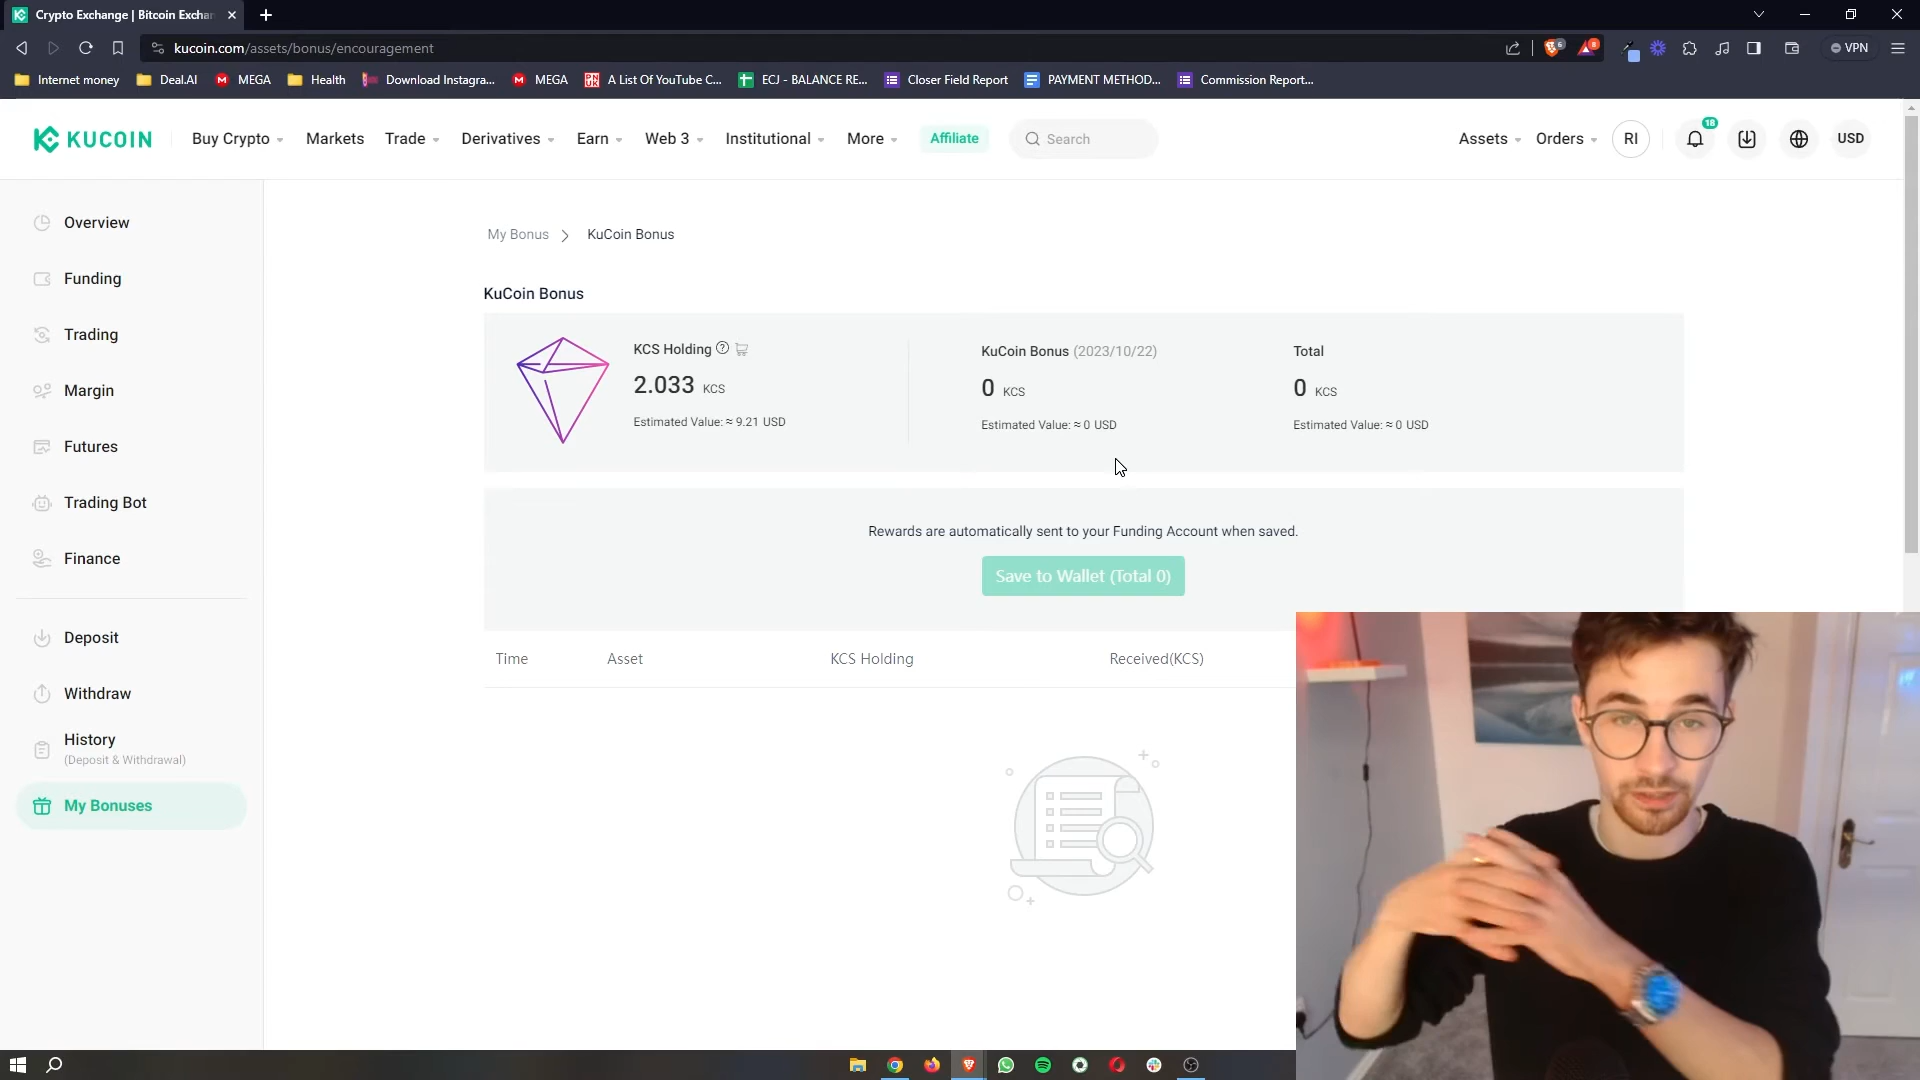 Crypto Exchange | Bitcoin Exchan
kucoin.com/assets/bonus/encouragement
6
8
VPN
Internet money
Deal.AI
MEGA
Health
Download Instagra...
MEGA
A List Of YouTube C...
ECJ - BALANCE RE...
Closer Field Report
PAYMENT METHOD...
Commission Report...
KUCOIN
Buy Crypto
Markets
Trade
Derivatives
Earn
Web 3
Institutional
More
Affiliate
Search
Assets
Orders
RI
18
USD
Overview
Funding
Trading
Margin
Futures
Trading Bot
Finance
Deposit
Withdraw
History
(Deposit & Withdrawal)
My Bonuses
My Bonus > KuCoin Bonus
KuCoin Bonus
KCS Holding
2.033 KCS
Estimated Value: ≈ 9.21 USD
KuCoin Bonus (2023/10/22)
0 KCS
Estimated Value: ≈ 0 USD
Total
0 KCS
Estimated Value: ≈ 0 USD
Rewards are automatically sent to your Funding Account when saved.
Save to Wallet (Total 0)
Time
Asset
KCS Holding
Received(KCS)